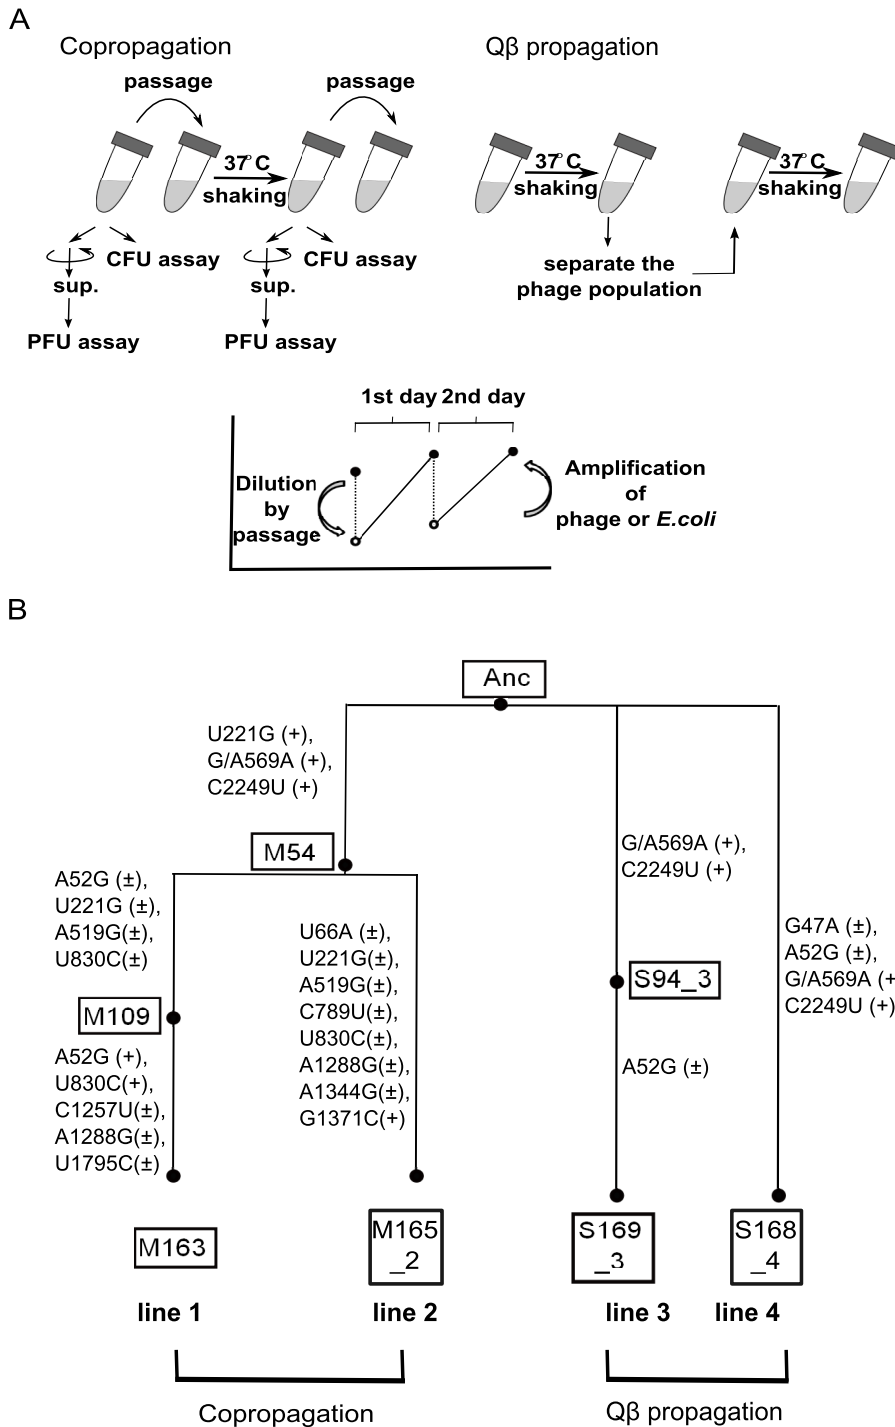 A
Copropagation
Qβ propagation
passage
passage
37°C
shaking
37°C
shaking
37°C
shaking
CFU assay
CFU assay
sup.
sup.
PFU assay
PFU assay
separate the
phage population
1st day 2nd day
Dilution
by
passage
Amplification
of
phage or E.coli
B
Anc
U221G (+),
G/A569A (+),
C2249U (+)
M54
G/A569A (+),
C2249U (+)
A52G (±),
U221G (±),
A519G(±),
U830C(±)
U66A (±),
U221G(±),
A519G(±),
C789U(±),
U830C(±),
A1288G(±),
A1344G(±),
G1371C(+)
G47A (±),
A52G (±),
G/A569A (+
C2249U (+)
S94_3
M109
A52G (+),
U830C(+),
C1257U(±),
A1288G(±),
U1795C(±)
A52G (±)
M163
M165
_2
S169
_3
S168
_4
line 1
line 2
line 3
line 4
Copropagation
Qβ propagation